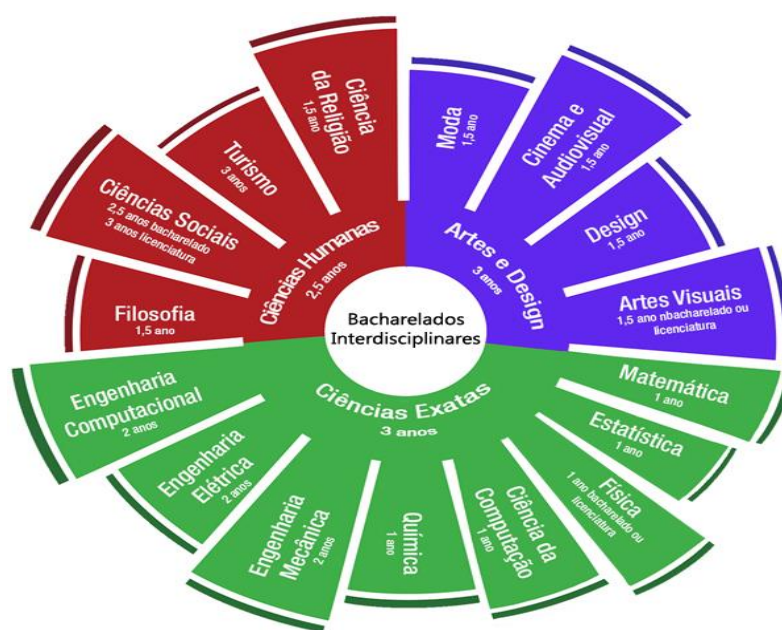 Bacharelados
Interdisciplinares
Ciências Humanas
2,5 anos
Filosofia
1,5 ano
Ciências Sociais
2,5 anos bacharelado
3 anos licenciatura
Turismo
3 anos
Ciência
da Religião
1,5 ano
Artes e Design
3 anos
Moda
1,5 ano
Cinema e
Audiovisual
1,5 ano
Design
1,5 ano
Artes Visuais
1,5 ano nbacharelado ou
licenciatura
Ciências Exatas
3 anos
Matemática
1 ano
Estatística
1 ano
Física
1 ano bacharelado ou
licenciatura
Ciência da
Computação
1 ano
Química
1 ano
Engenharia
Mecânica
2 anos
Engenharia
Elétrica
2 anos
Engenharia
Computacional
2 anos